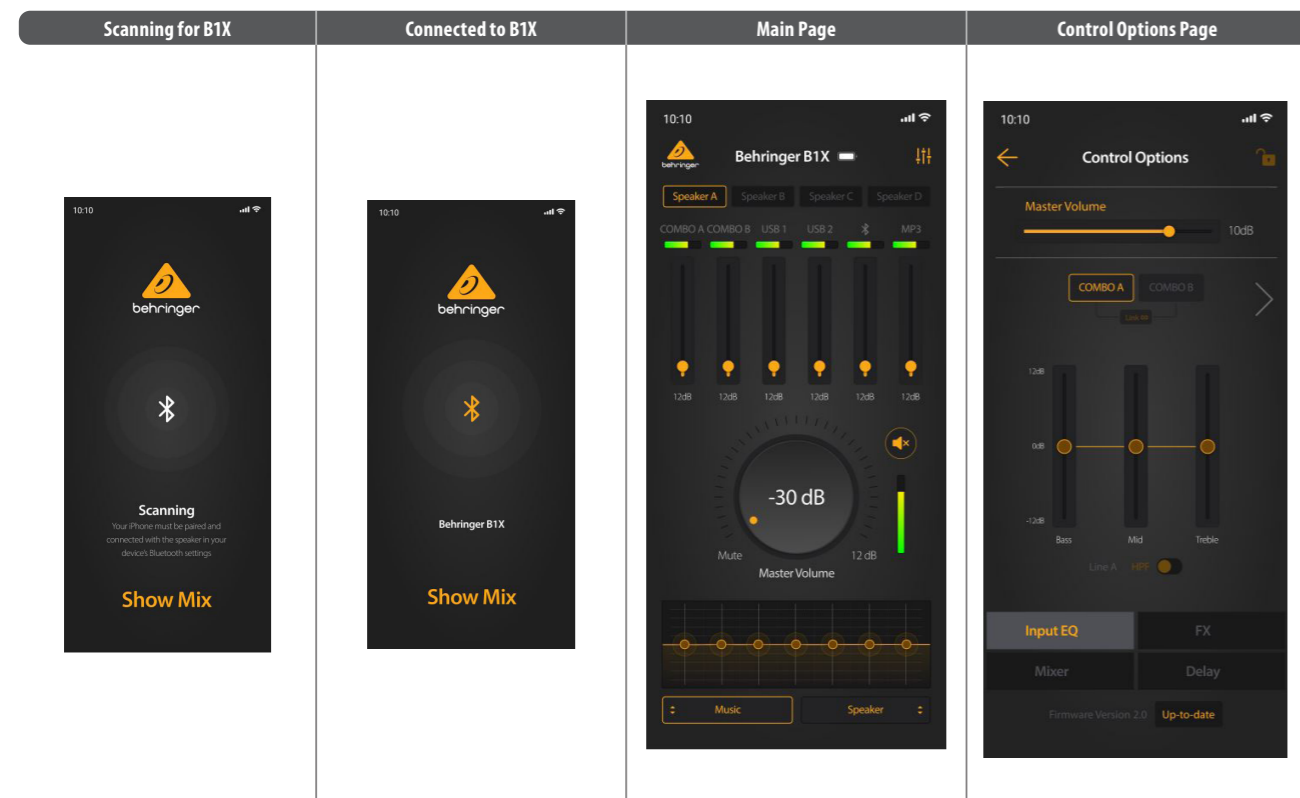 Scanning for B1X
Connected to B1X
Main Page
Control Options Page
10:10
behringer
Scanning
Your iPhone must be paired and
connected with the speaker in your
device's Bluetooth settings
Show Mix
10:10
behringer
Behringer B1X
Show Mix
10:10
behringer
Behringer B1X
Speaker A Speaker B Speaker C Speaker D
COMBO A COMBO B USB 1 USB 2 MP3
12dB 12dB 12dB 12dB 12dB 12dB
-30 dB
Mute 12 dB
Master Volume
Music Speaker
10:10
Control Options
Master Volume
10dB
COMBO A COMBO B
Link
12dB
0dB
-12dB
Bass Mid Treble
Line A HPF
Input EQ FX
Mixer Delay
Firmware Version 2.0 Up-to-date